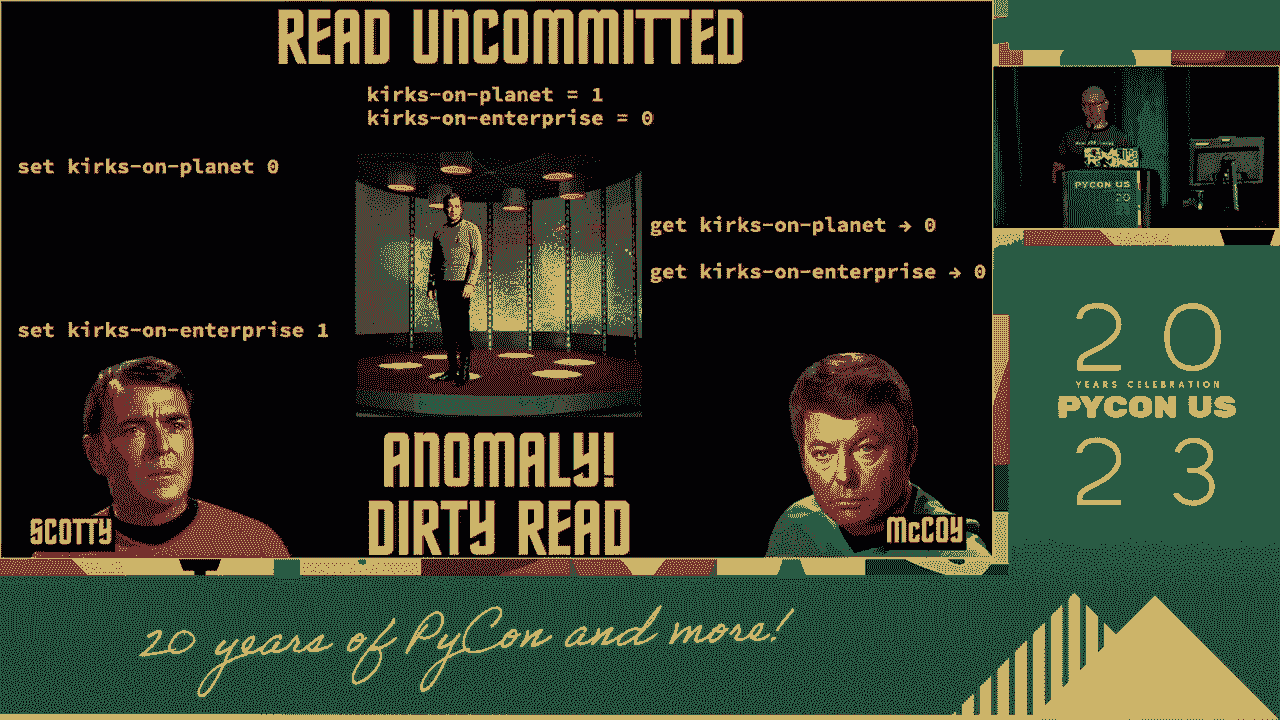 READ UNCOMMITTED
kirks-on-planet = 1
kirks-on-enterprise = 0
set kirks-on-planet 0
get kirks-on-planet → 0
get kirks-on-enterprise → 0
set kirks-on-enterprise 1
ANOMALY!
DIRTY READ
SCOTTY
McCOY
PYCON US
20
20
YEARS CELEBRATION
PYCON US
23
20 years of PyCon and more!